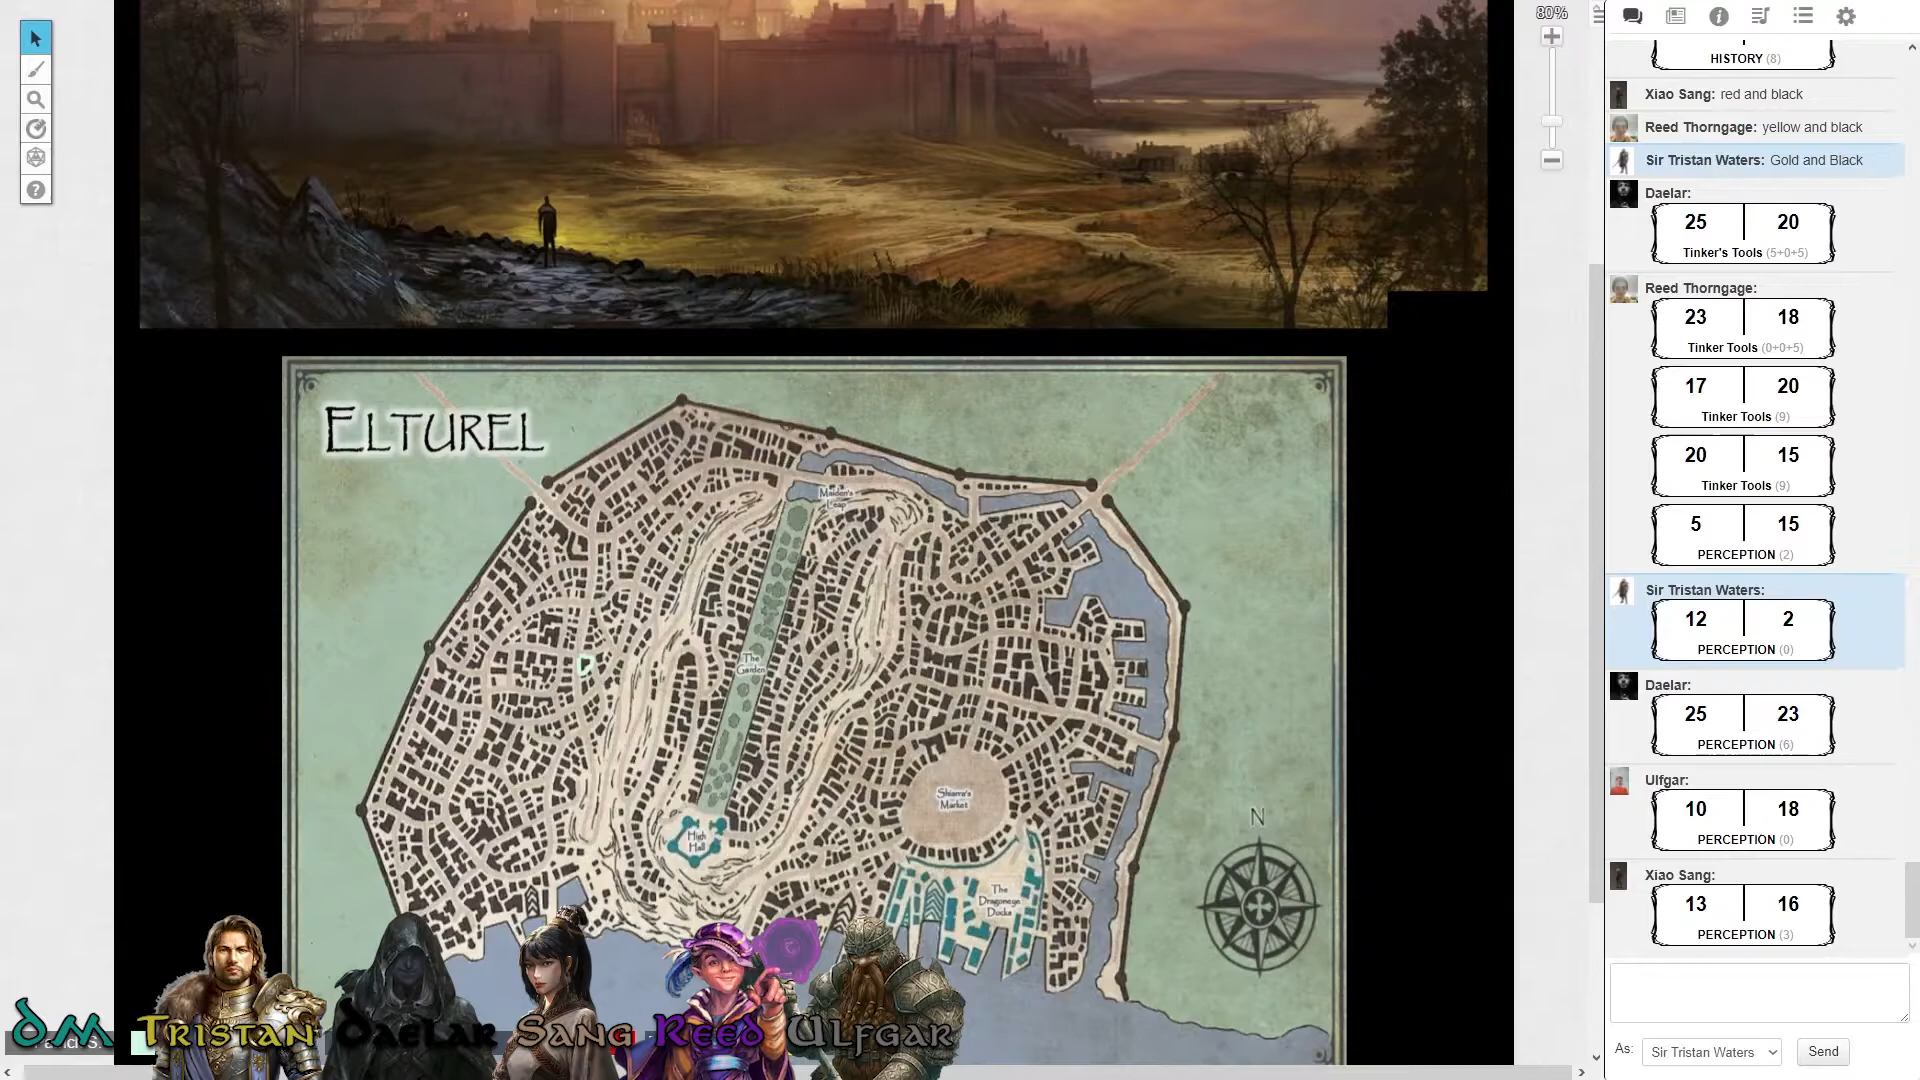 80%
HISTORY (8)
Xiao Sang: red and black
Reed Thorngage: yellow and black
Sir Tristan Waters: Gold and Black
Daelar:
25 20
Tinker's Tools (5+0+5)
Reed Thorngage:
23 18
Tinker Tools (0+0+5)
17 20
Tinker Tools (9)
20 15
Tinker Tools (9)
5 15
PERCEPTION (2)
Sir Tristan Waters:
12 2
PERCEPTION (0)
Daelar:
25 23
PERCEPTION (6)
Ulfgar:
10 18
PERCEPTION (0)
Xiao Sang:
13 16
PERCEPTION (3)
As: Sir Tristan Waters Send
ELTUREL
Maiden's
Leap
The
Garden
Shiarra's
Market
High
Hall
The
Dragoneye
Docks
N
DM TRISTAN DAELAR SANG REED ULFGAR